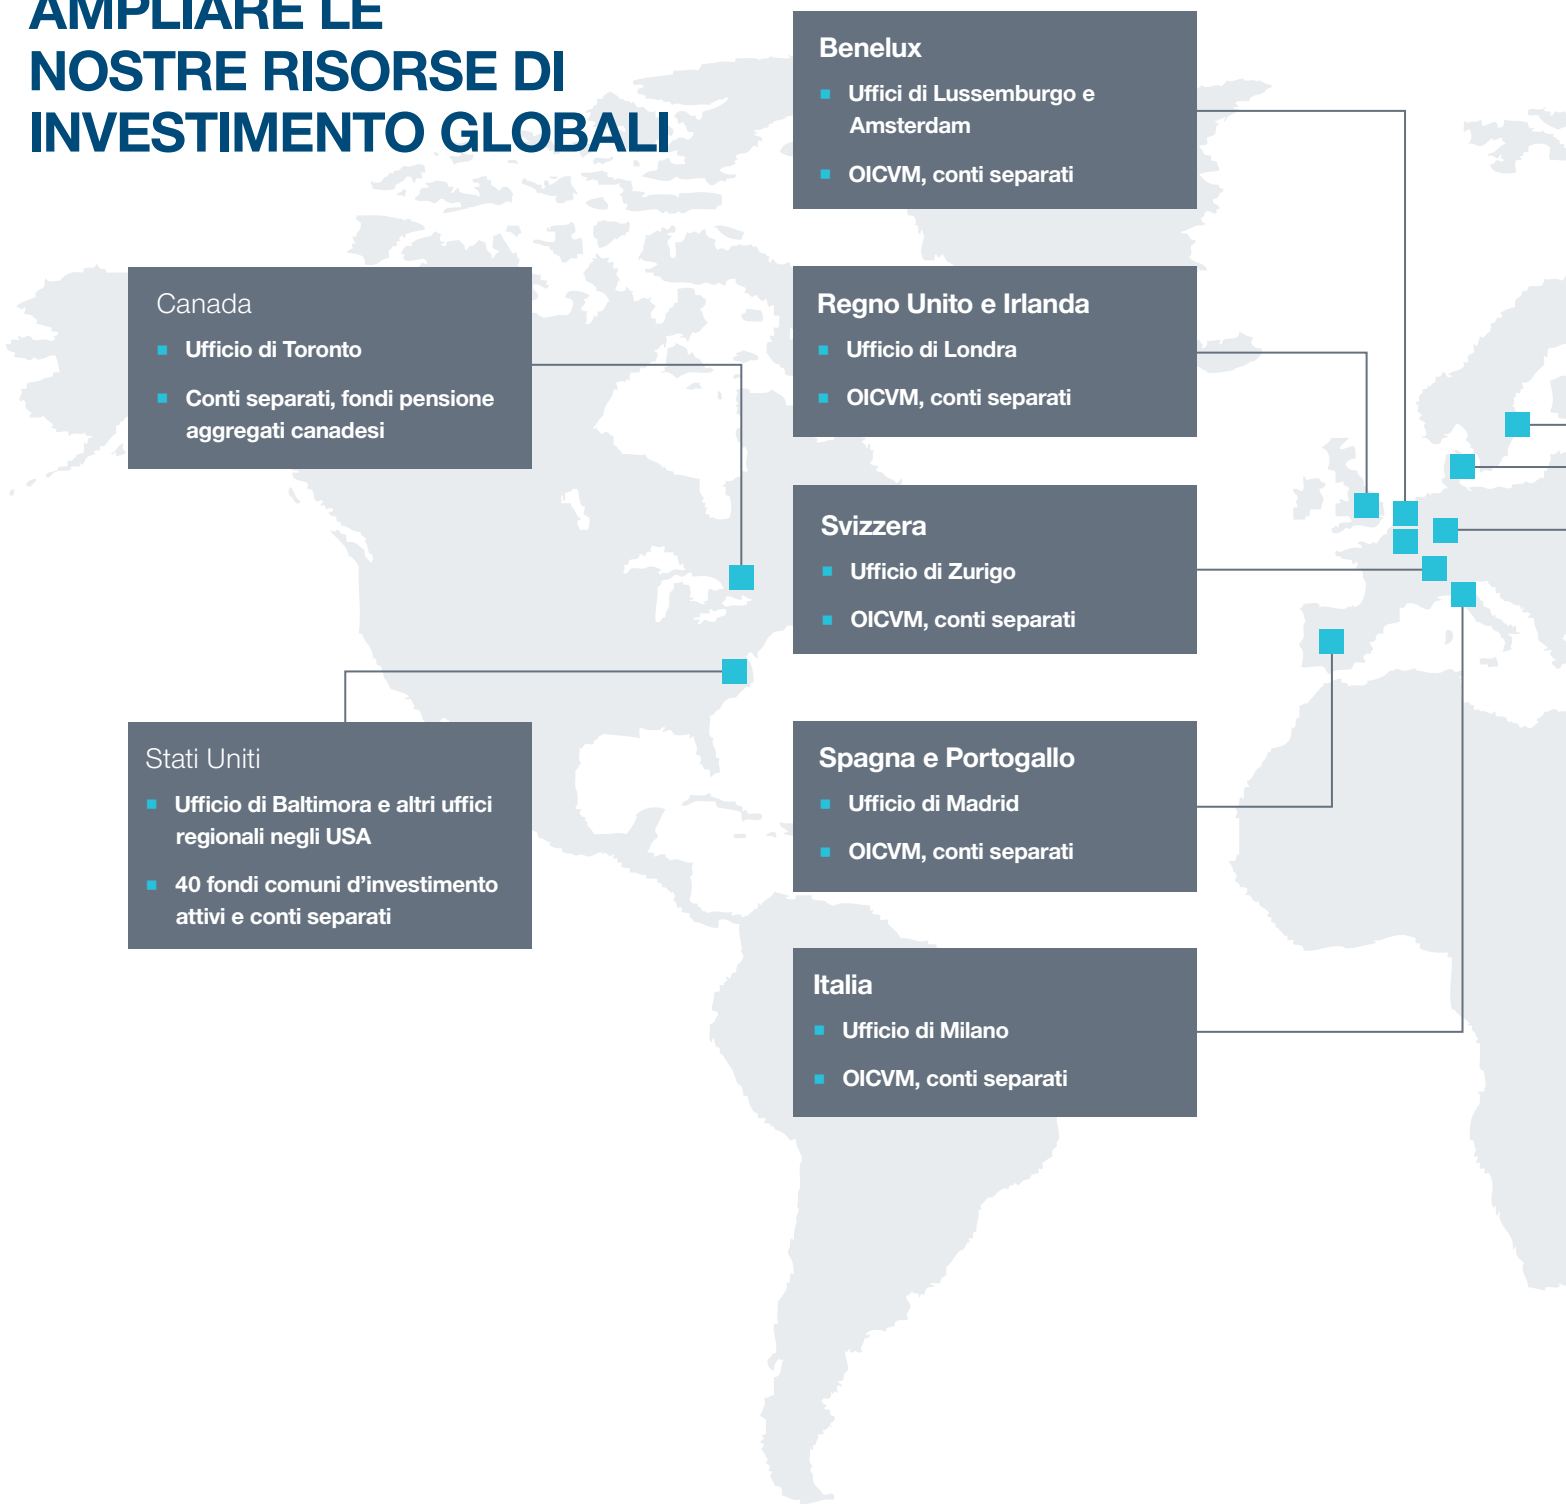 AMPLIARE LE
NOSTRE RISORSE DI
INVESTIMENTO GLOBALI
Benelux
Uffici di Lussemburgo e
Amsterdam
OICVM, conti separati
Canada
Ufficio di Toronto
Conti separati, fondi pensione
aggregati canadesi
Regno Unito e Irlanda
Ufficio di Londra
OICVM, conti separati
Svizzera
Ufficio di Zurigo
OICVM, conti separati
Stati Uniti
Ufficio di Baltimora e altri uffici
regionali negli USA
40 fondi comuni d’investimento
attivi e conti separati
Spagna e Portogallo
Ufficio di Madrid
OICVM, conti separati
Italia
Ufficio di Milano
OICVM, conti separati